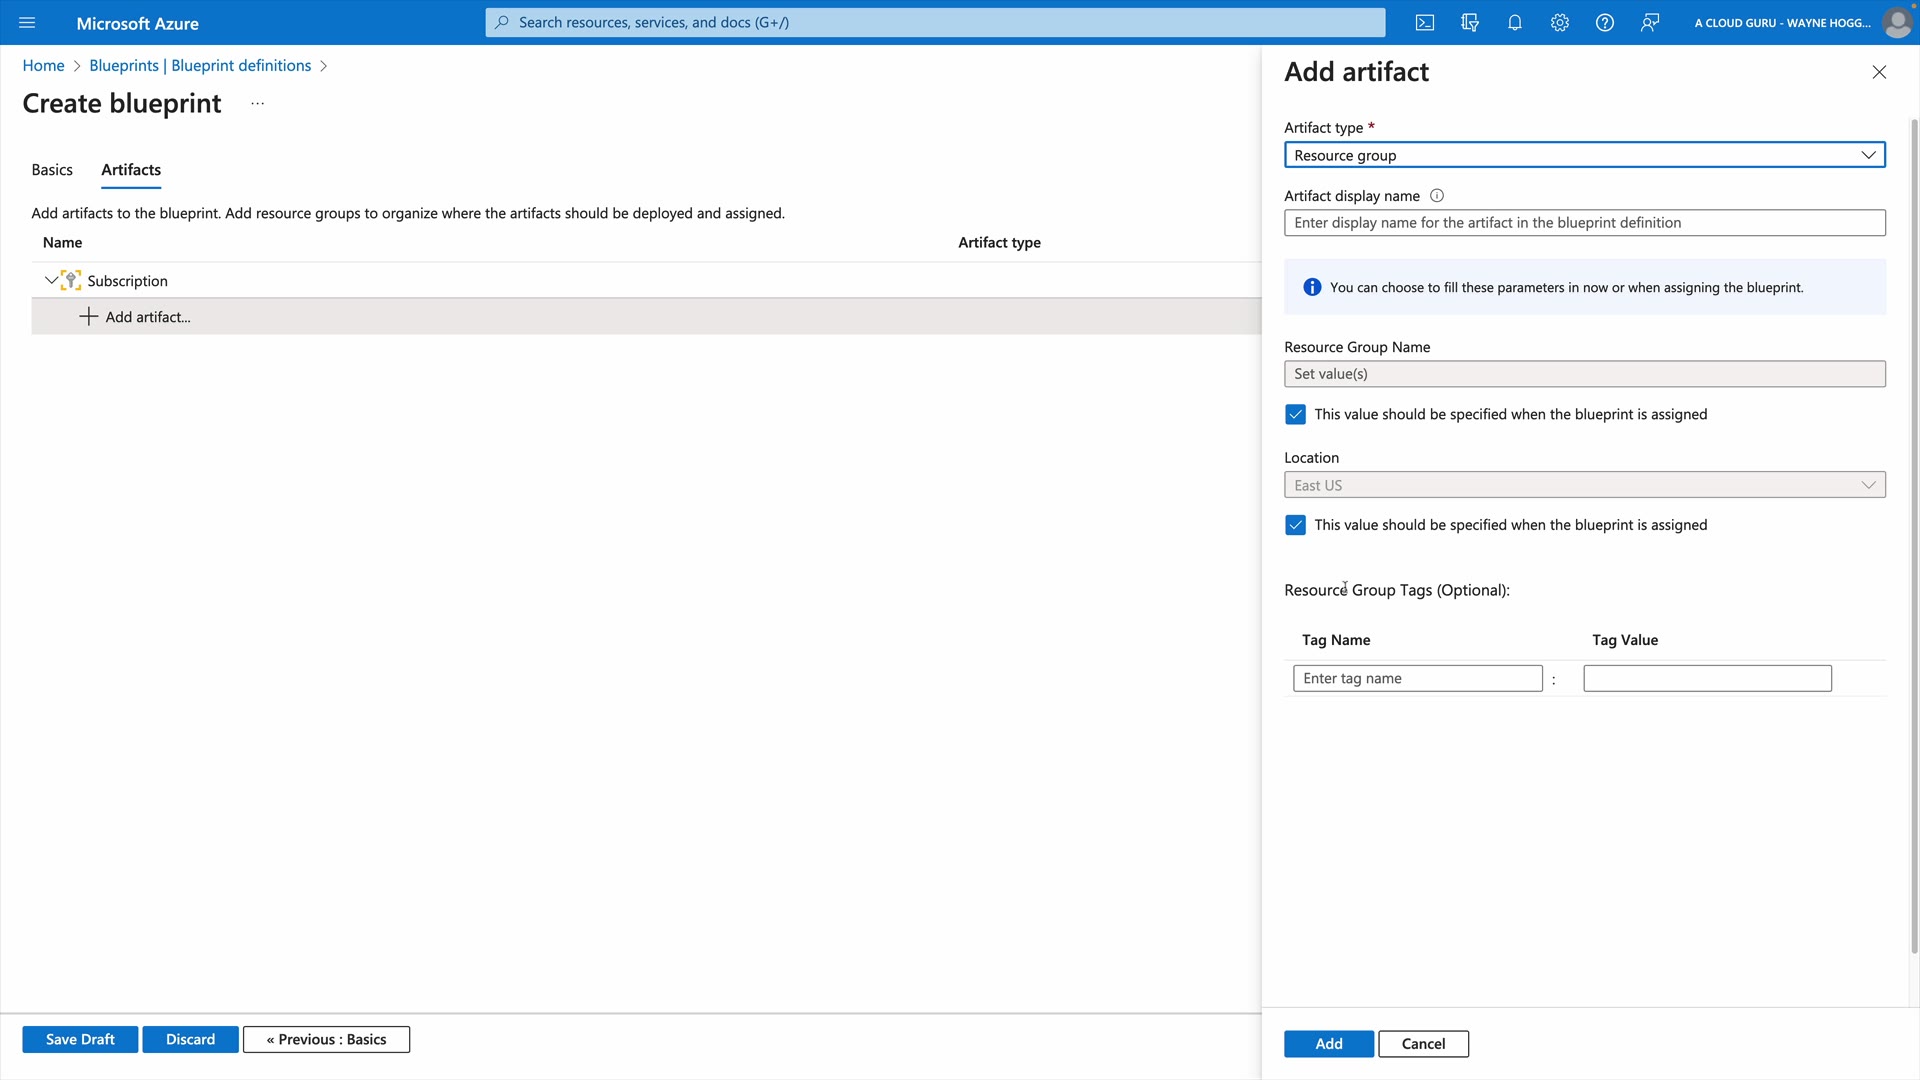 Microsoft Azure
Search resources, services, and docs (G+/)
A CLOUD GURU - WAYNE HOGG...
Home > Blueprints | Blueprint definitions >
Create blueprint ...
Basics Artifacts
Add artifacts to the blueprint. Add resource groups to organize where the artifacts should be deployed and assigned.
Name Artifact type
Subscription
Add artifact...
Save Draft Discard « Previous : Basics
Add artifact
Artifact type *
Resource group
Artifact display name
Enter display name for the artifact in the blueprint definition
You can choose to fill these parameters in now or when assigning the blueprint.
Resource Group Name
Set value(s)
This value should be specified when the blueprint is assigned
Location
East US
This value should be specified when the blueprint is assigned
Resource Group Tags (Optional):
Tag Name Tag Value
Enter tag name :
Add Cancel